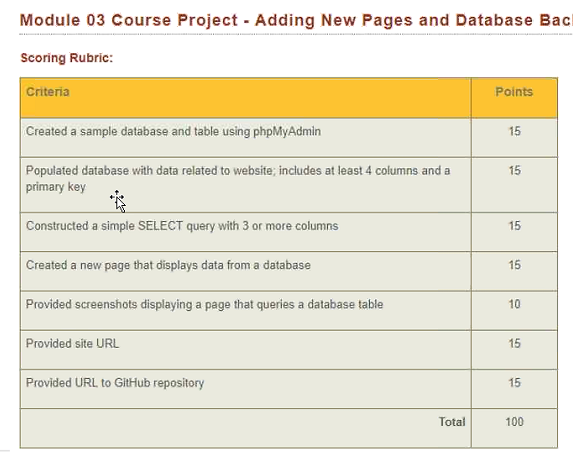 Module 03 Course Project - Adding New Pages and Database Bac
Scoring Rubric:
Criteria Points
Created a sample database and table using phpMyAdmin 15
Populated database with data related to website; includes at least 4 columns and a 15
primary key
Constructed a simple SELECT query with 3 or more columns 15
Created a new page that displays data from a database 15
Provided screenshots displaying a page that queries a database table 10
Provided site URL 15
Provided URL to GitHub repository 15
Total 100